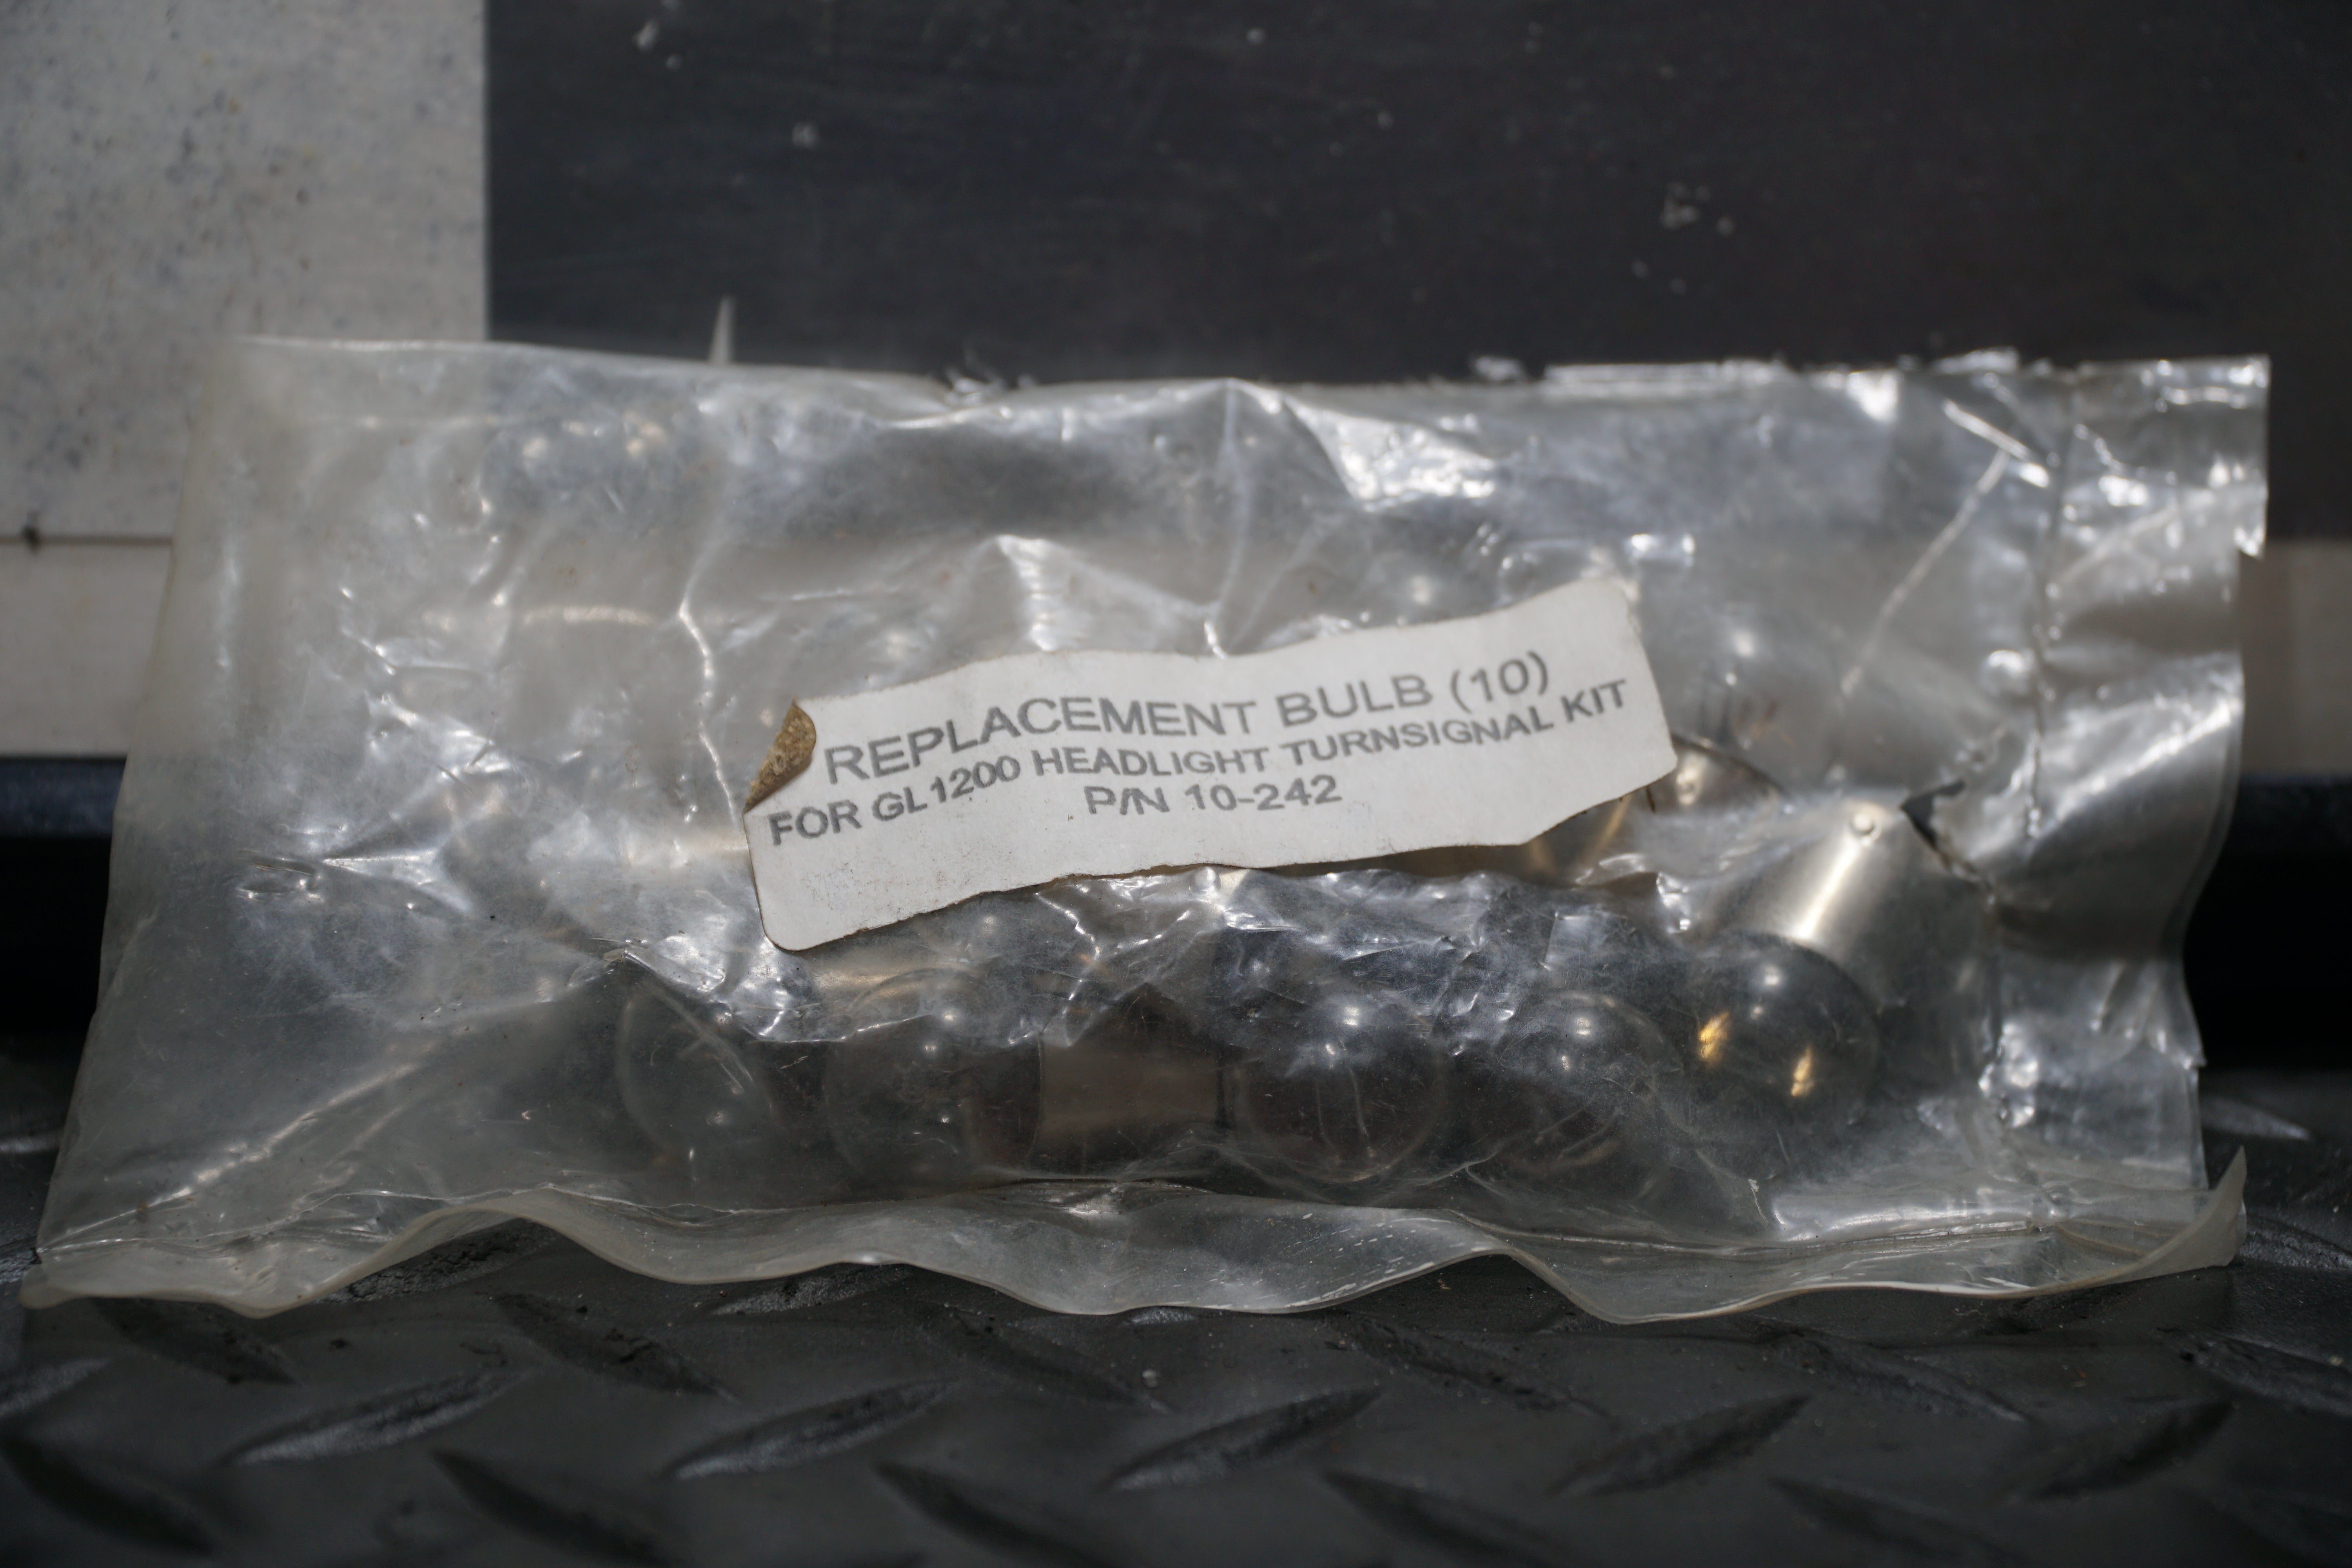 REPLACEMENT BULB (10)
FOR GL1200 HEADLIGHT TURNSIGNAL KIT
P/N 10-242